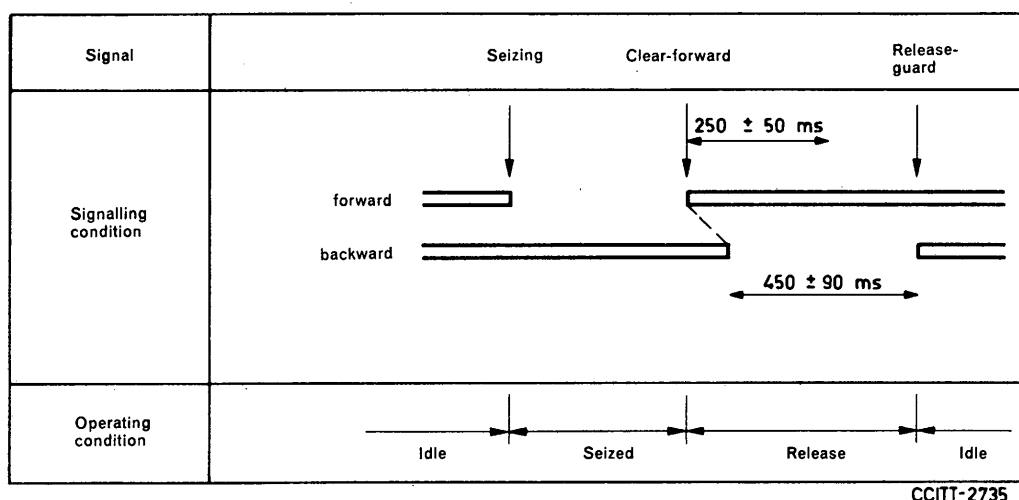 Signal
Seizing
Clear-forward
Release-
guard
250 ± 50 ms
Signalling
condition
forward
backward
450 ± 90 ms
Operating
condition
Idle
Seized
Release
Idle
CCITT-2735